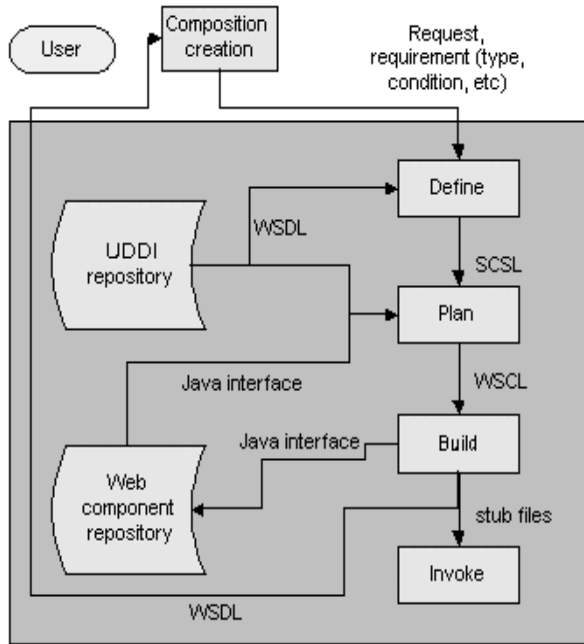 User
Composition
creation
Request,
requirement (type,
condition, etc)
Define
WSDL
SCSL
UDDI
repository
Plan
Java interface
WSCL
Java interface
Build
Web
component
repository
stub files
Invoke
WSDL